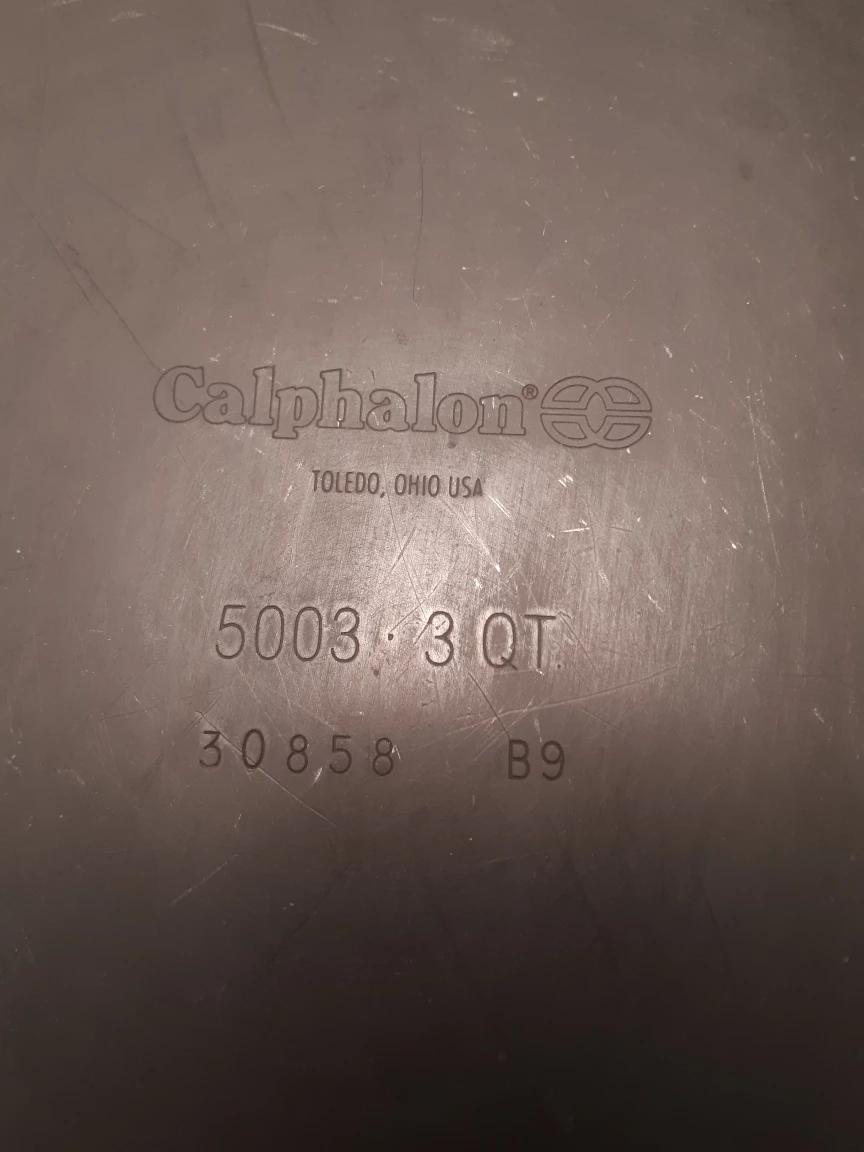 Calphalon®
TOLEDO, OHIO USA
5003 · 3 QT.
30858 B9